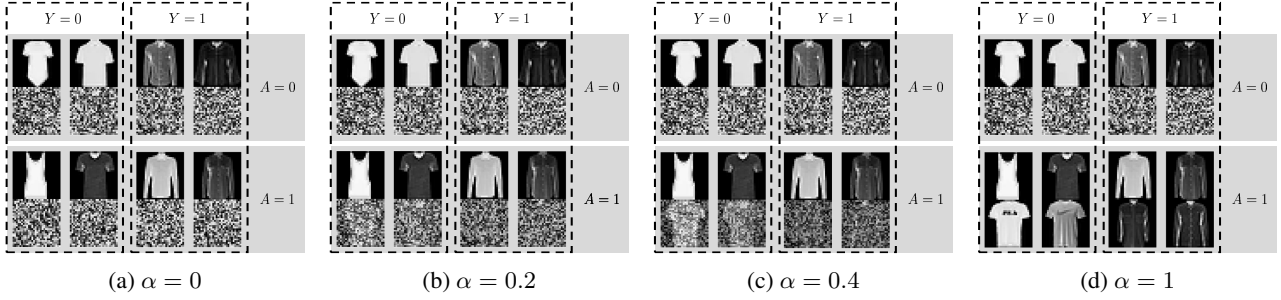 Y = 0 Y = 1
A = 0
A = 1
(a) α = 0
Y = 0 Y = 1
A = 0
A = 1
(b) α = 0.2
Y = 0 Y = 1
A = 0
A = 1
(c) α = 0.4
Y = 0 Y = 1
A = 0
A = 1
FILA
(d) α = 1